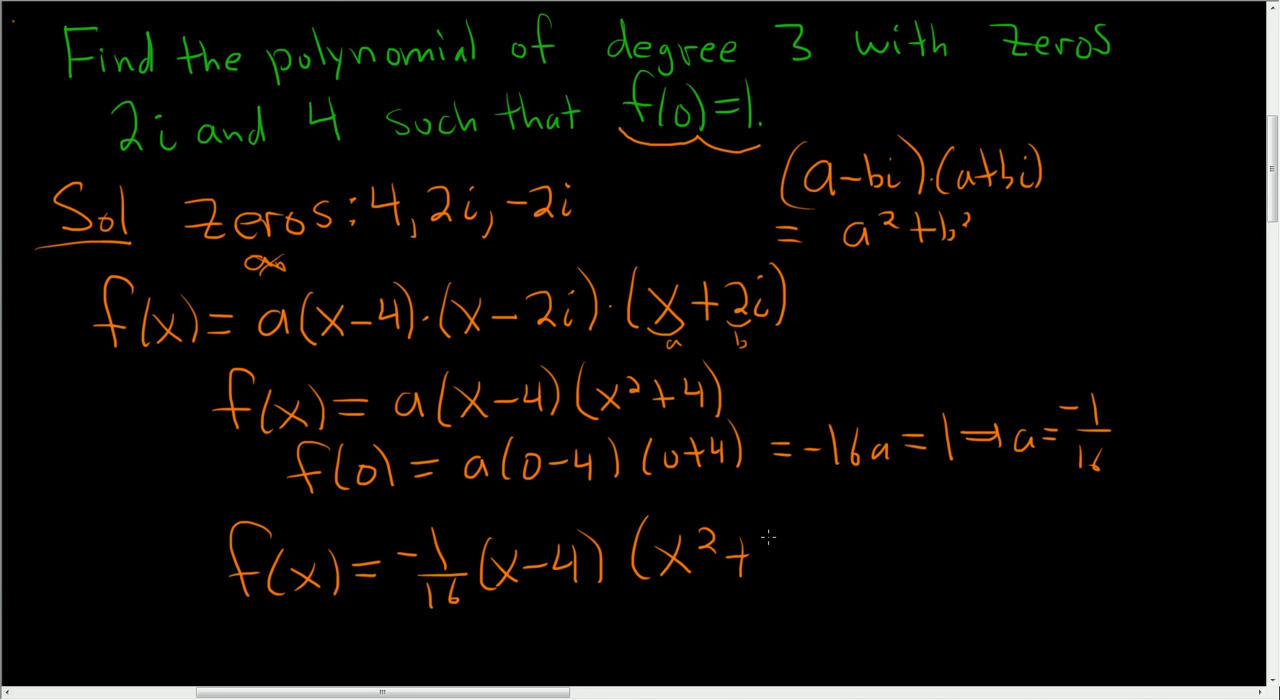 Find the polynomial of degree 3 with zeros
2i and 4 such that f(0)=1.
(a-bi)·(a+bi)
= a²+b²
Sol zeros: 4, 2i, -2i
∞
f(x) = a(x-4)·(x-2i)·(x+2i)
a b
f(x) = a(x-4)(x²+4)
f(0) = a(0-4)(0+4) = -16a = 1 ⇒ a = -1/16
f(x) = -1/16 (x-4) (x²+